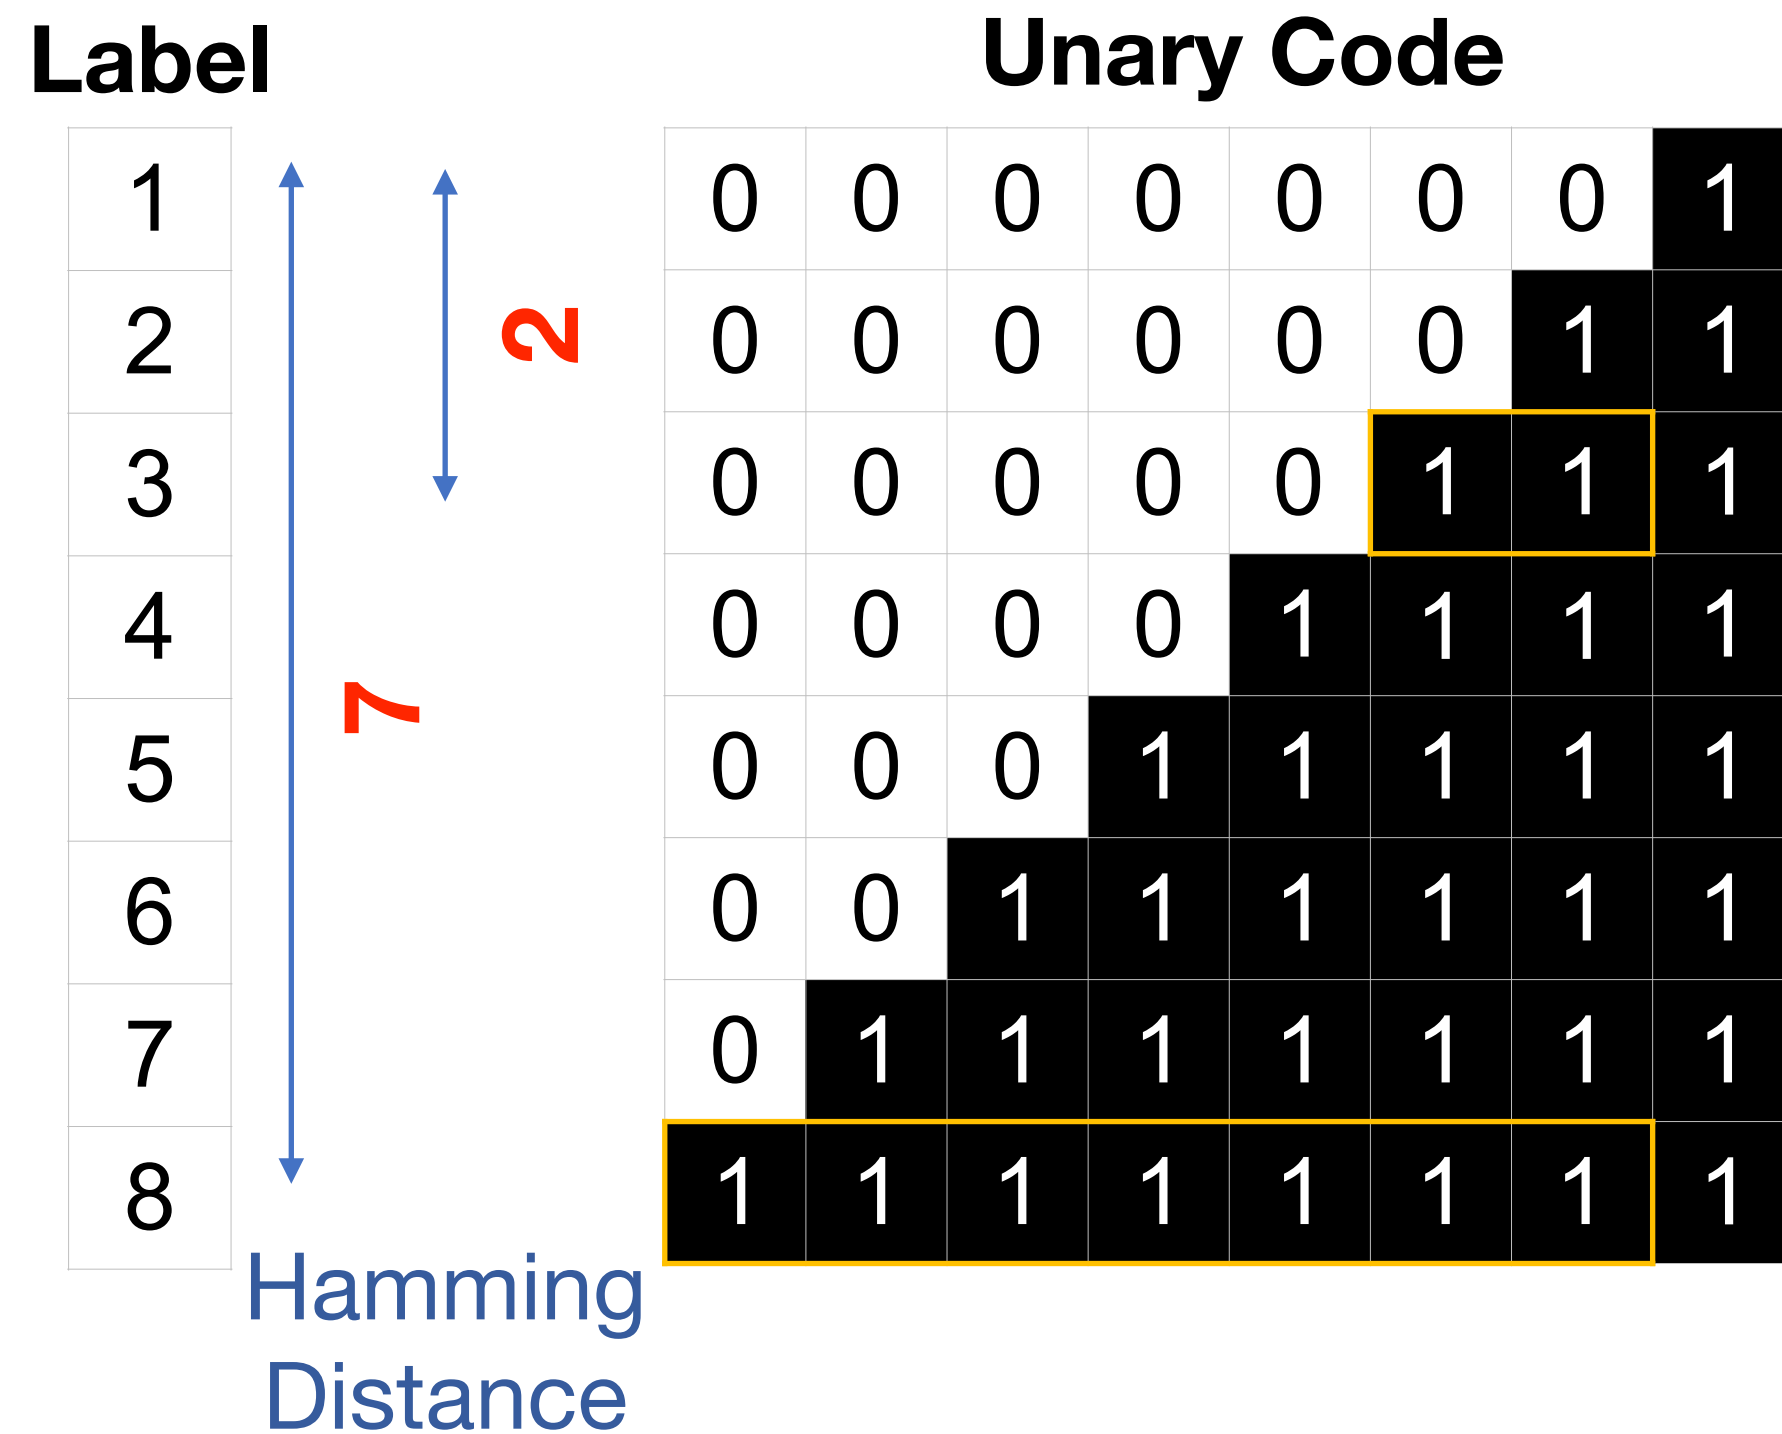 Label Unary Code
1 0 0 0 0 0 0 0 1
2 0 0 0 0 0 0 1 1
2
3 0 0 0 0 0 1 1 1
4 0 0 0 0 1 1 1 1
7
5 0 0 0 1 1 1 1 1
6 0 0 1 1 1 1 1 1
7 0 1 1 1 1 1 1 1
8 1 1 1 1 1 1 1 1
Hamming
Distance